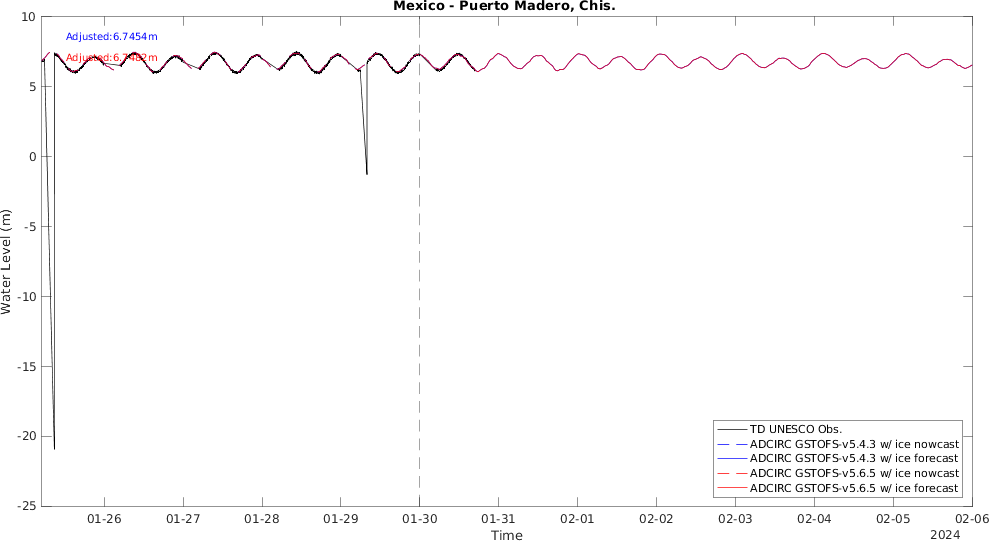 Mexico - Puerto Madero, Chis.
10
5
0
-5
-10
-15
-20
-25
Water Level (m)
Adjusted:6.7454m
Adjusted:6.7482m
TD UNESCO Obs.
ADCIRC GSTOFS-v5.4.3 w/ ice nowcast
ADCIRC GSTOFS-v5.4.3 w/ ice forecast
ADCIRC GSTOFS-v5.6.5 w/ ice nowcast
ADCIRC GSTOFS-v5.6.5 w/ ice forecast
01-26 01-27 01-28 01-29 01-30 01-31 02-01 02-02 02-03 02-04 02-05 02-06
Time
2024